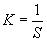 K = 1/S